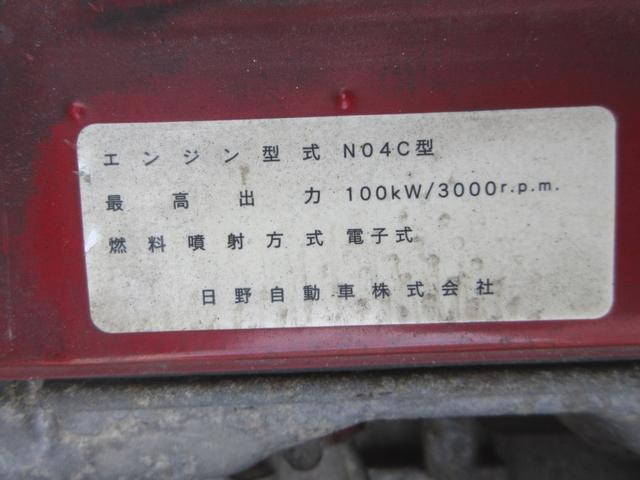 エンジン型式 N04C型
最高出力 100kW/3000r.p.m.
燃料噴射方式 電子式
日野自動車株式会社